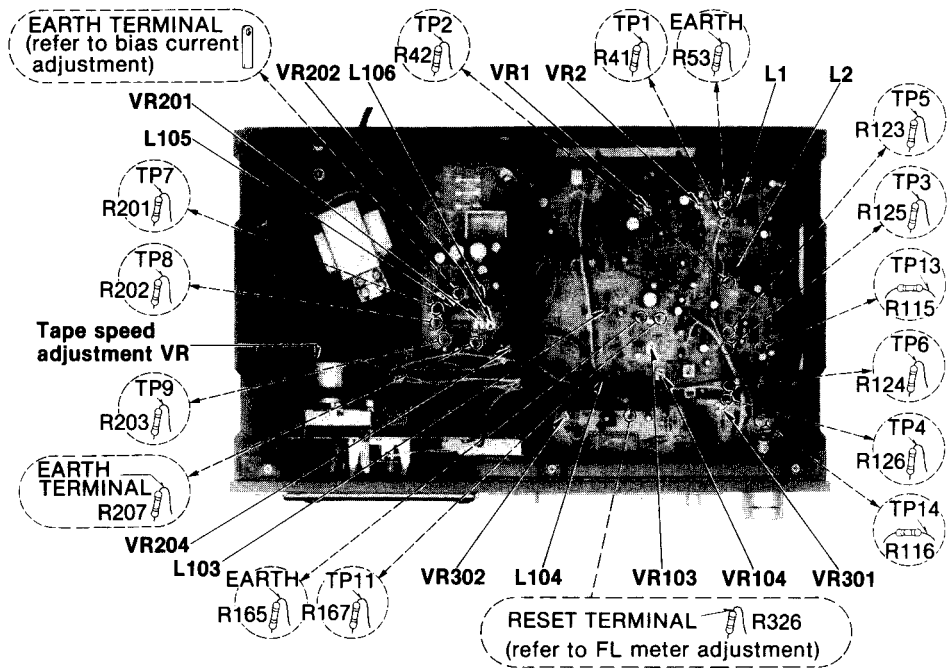 EARTH TERMINAL
(refer to bias current
adjustment)
VR202
L106
TP2
R42
VR1
VR2
TP1
R41
EARTH
R53
L1
L2
TP5
R123
VR201
L105
TP7
R201
TP3
R125
TP8
R202
TP13
R115
Tape speed
adjustment VR
TP6
R124
TP9
R203
TP4
R126
EARTH
TERMINAL
R207
TP14
R116
VR204
L103
EARTH
R165
TP11
R167
VR302
L104
VR103
VR104
VR301
RESET TERMINAL
R326
(refer to FL meter adjustment)